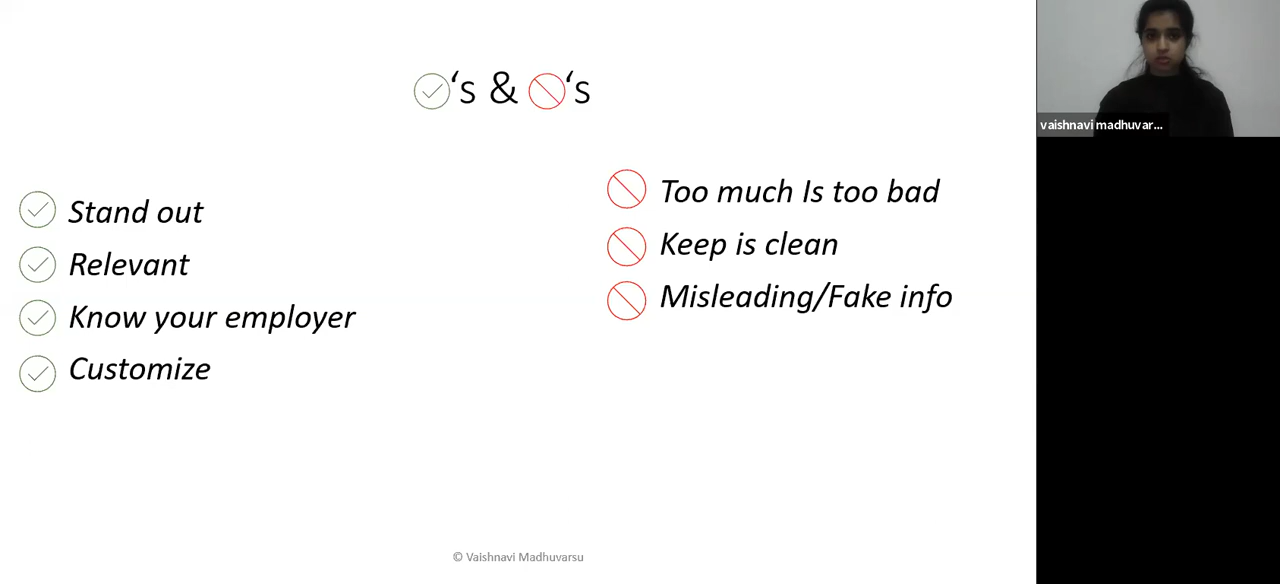 ‘s & ‘s
Stand out
Relevant
Know your employer
Customize
Too much Is too bad
Keep is clean
Misleading/Fake info
© Vaishnavi Madhuvarsu
vaishnavi madhuvar...